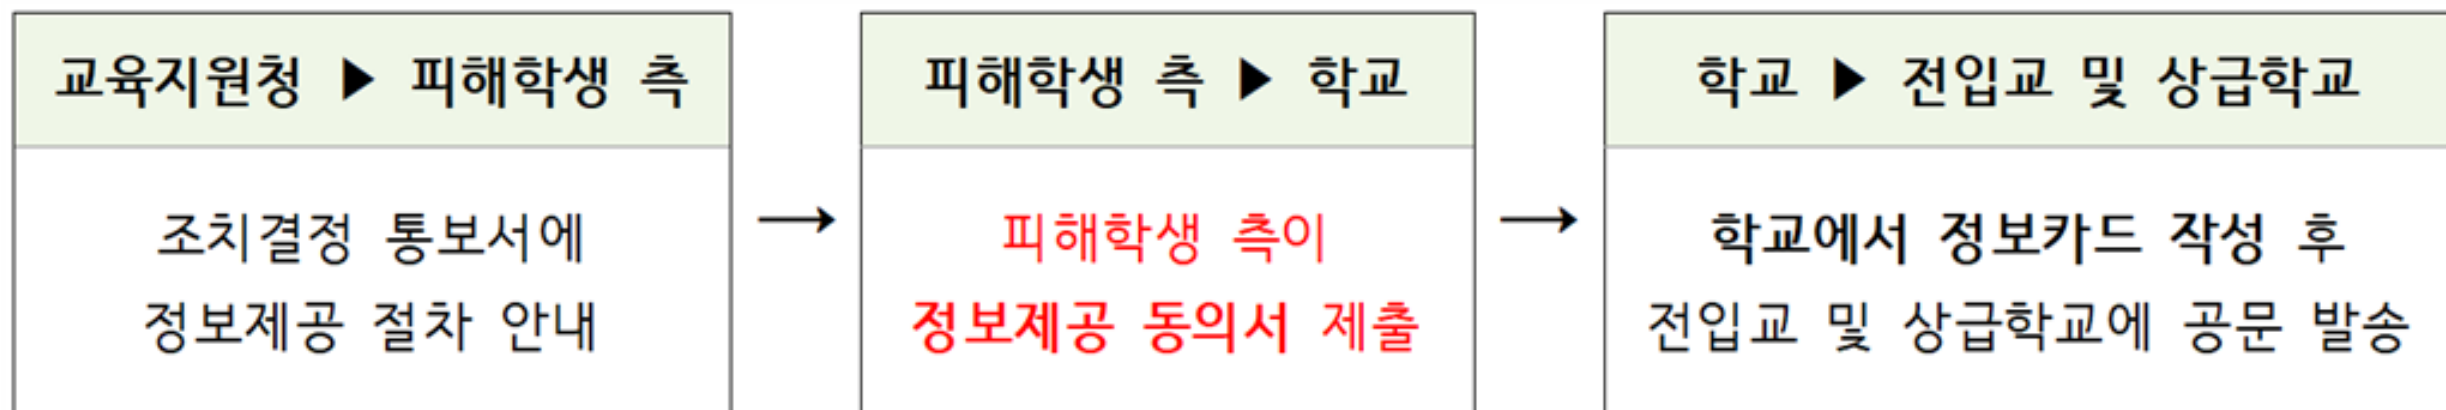 교육지원청 ▶ 피해학생 측
조치결정 통보서에
정보제공 절차 안내
→
피해학생 측 ▶ 학교
피해학생 측이
정보제공 동의서 제출
→
학교 ▶ 전입교 및 상급학교
학교에서 정보카드 작성 후
전입교 및 상급학교에 공문 발송